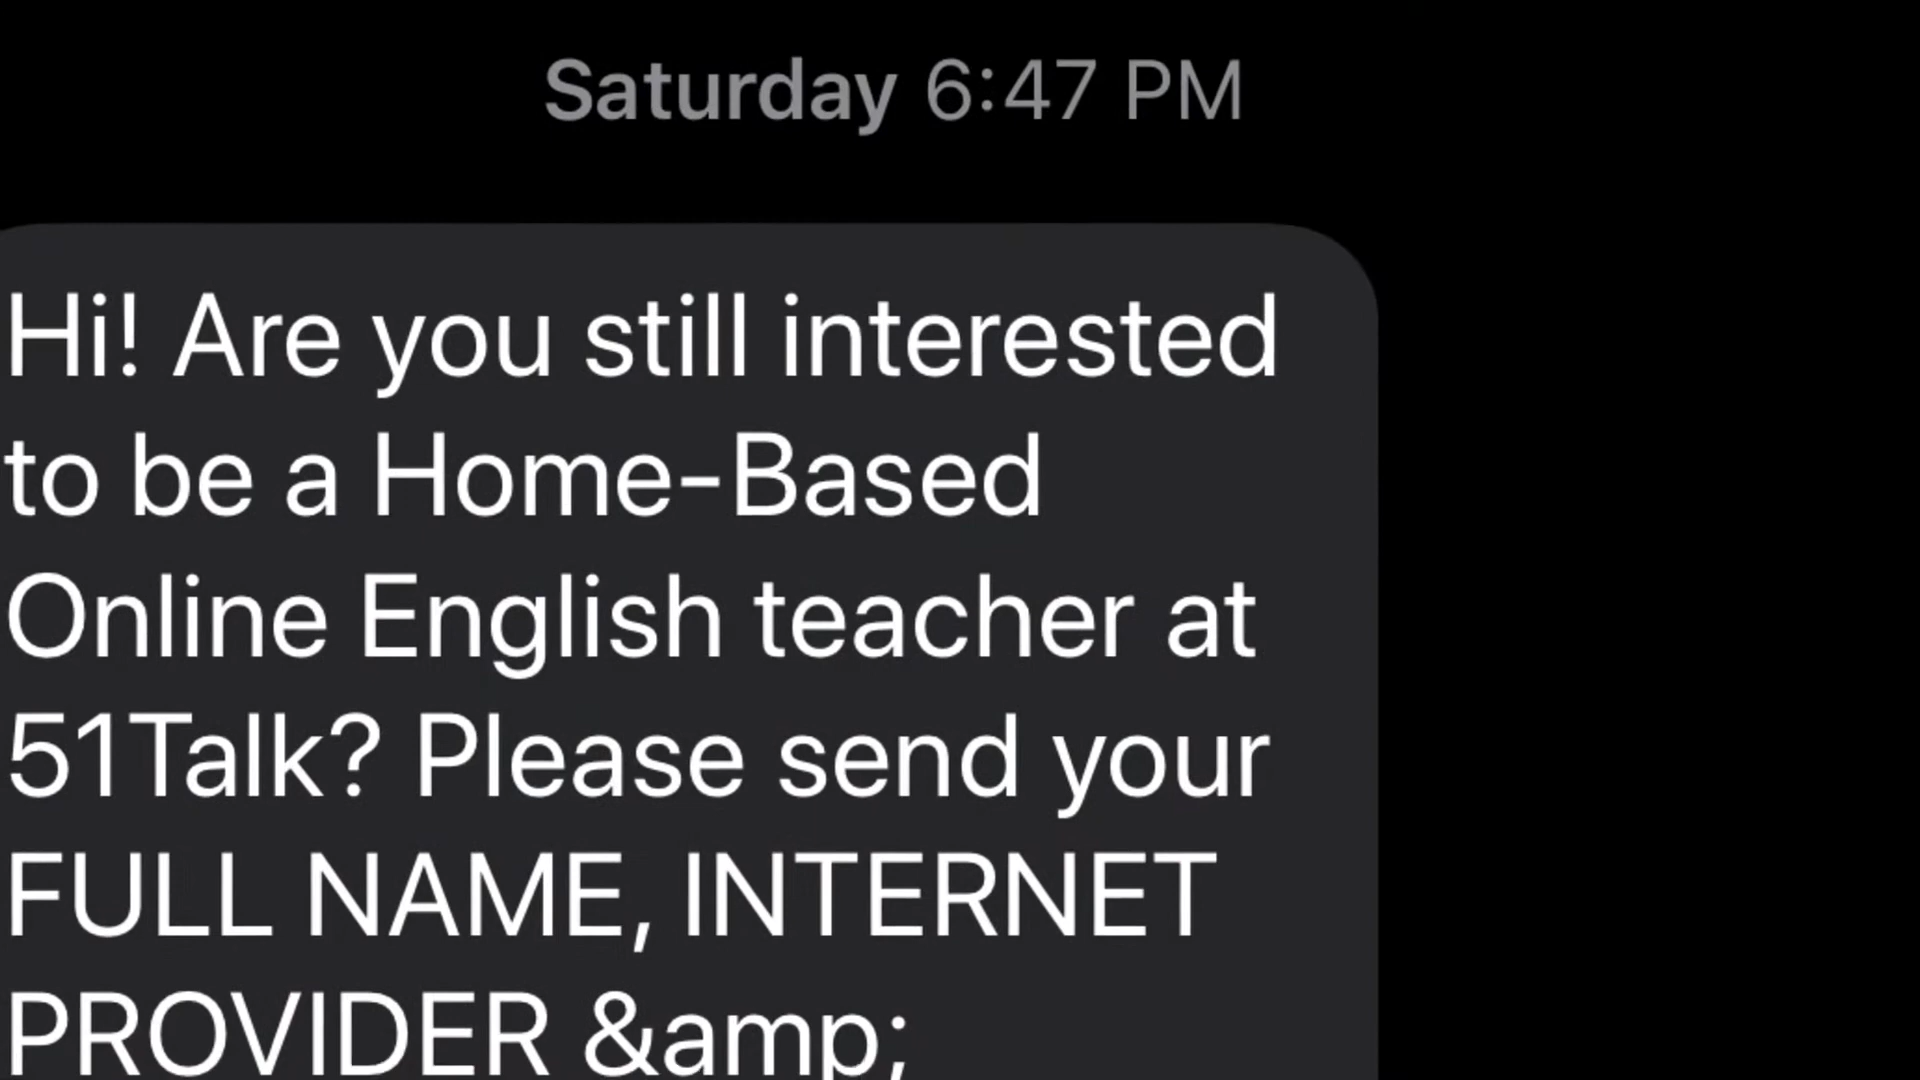 Saturday 6:47 PM
Hi! Are you still interested
to be a Home-Based
Online English teacher at
51Talk? Please send your
FULL NAME, INTERNET
PROVIDER &amp;amp;